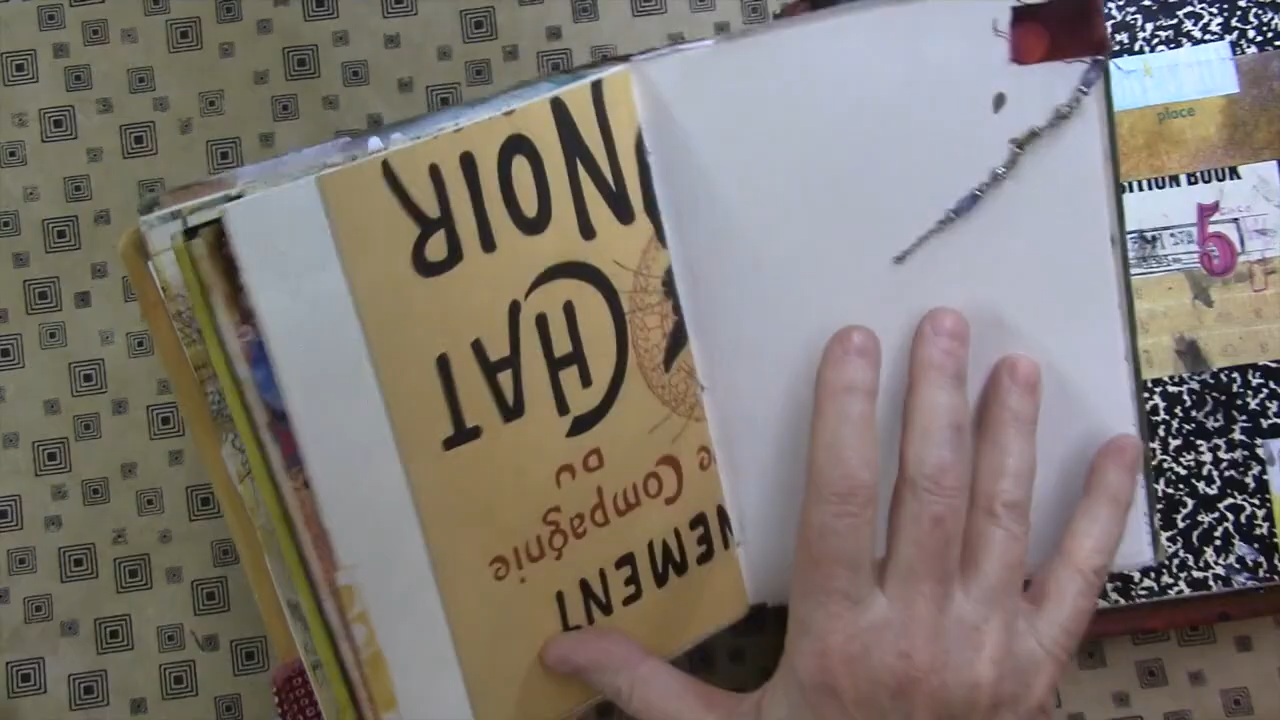 NEMENT
e Compagnie
DU
CHAT
NOIR
place
SITION BOOK
5